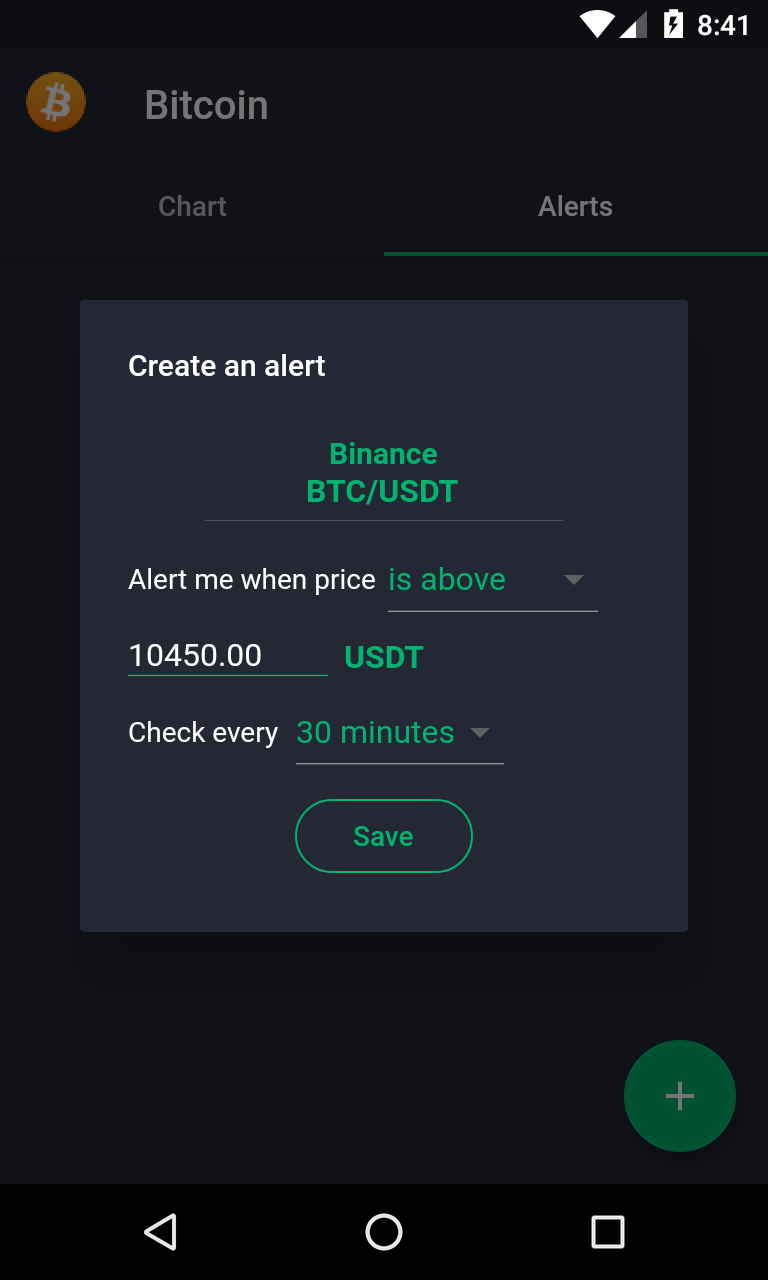 8:41
Bitcoin
Chart Alerts
Create an alert
Binance
BTC/USDT
Alert me when price is above
10450.00 USDT
Check every 30 minutes
Save